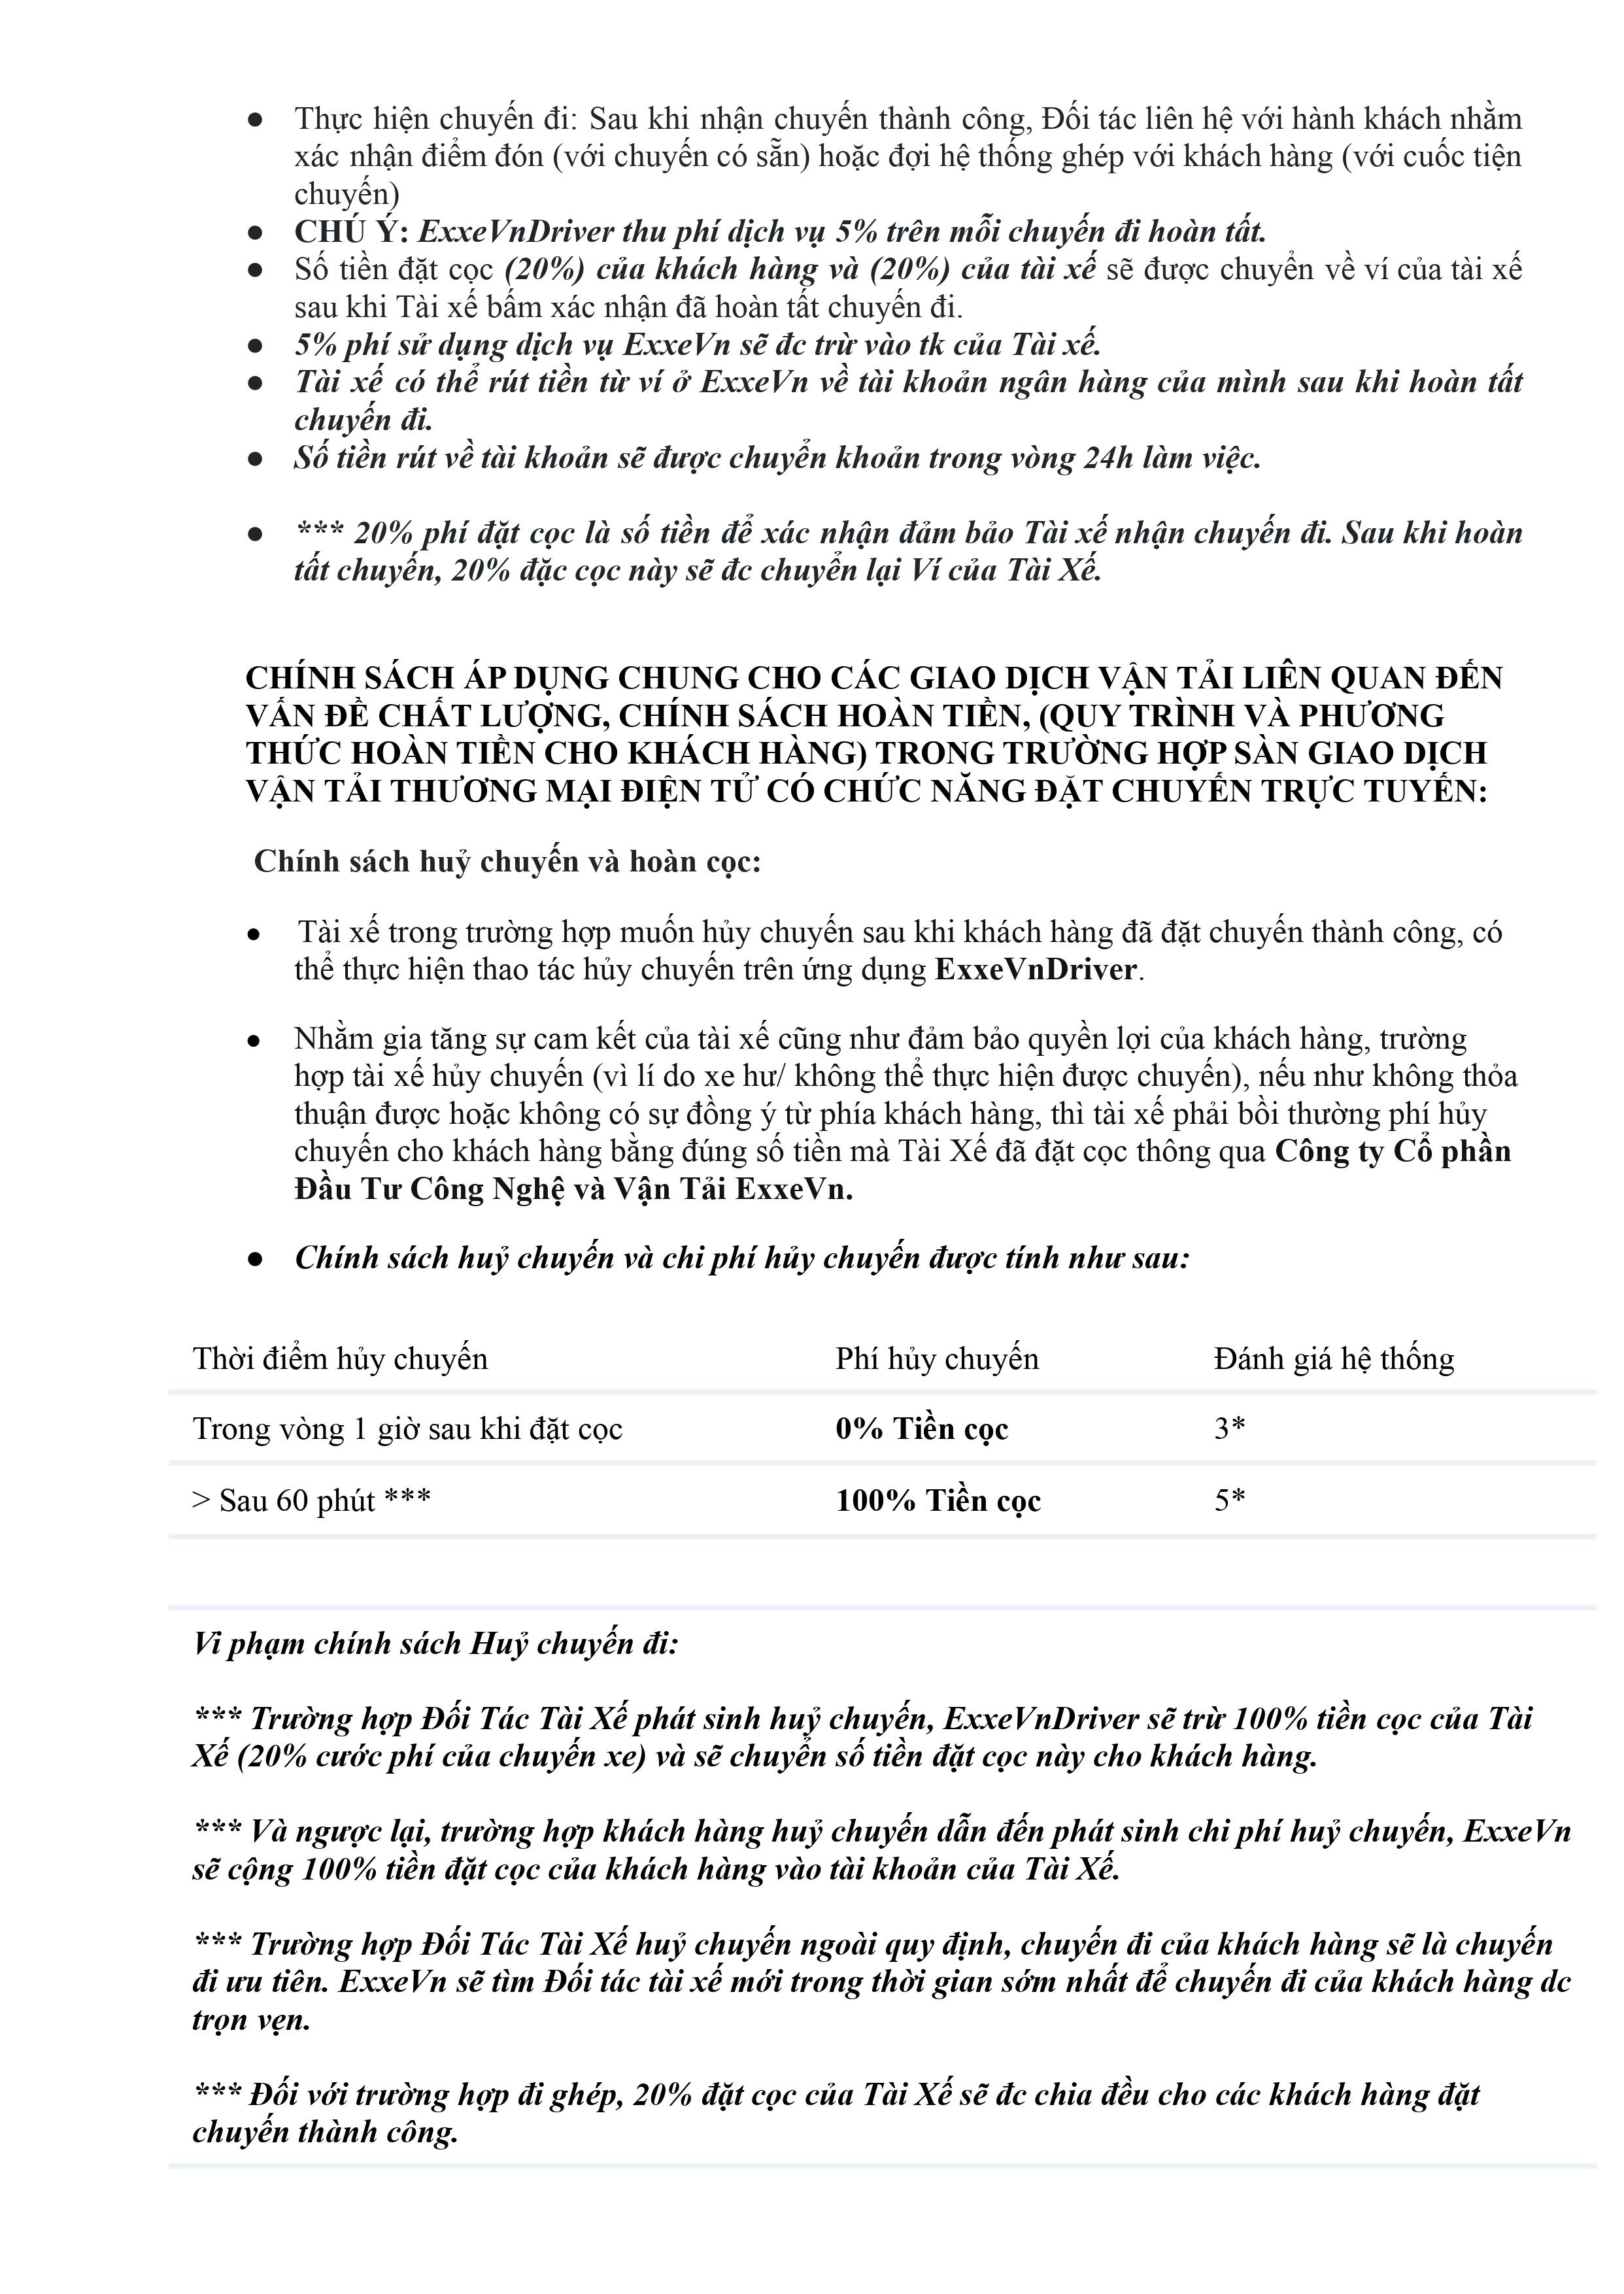 ● Thực hiện chuyến đi: Sau khi nhận chuyến thành công, Đối tác liên hệ với hành khách nhằm
xác nhận điểm đón (với chuyến có sẵn) hoặc đợi hệ thống ghép với khách hàng (với cuốc tiện
chuyến)
● CHÚ Ý: ExxeVnDriver thu phí dịch vụ 5% trên mỗi chuyến đi hoàn tất.
● Số tiền đặt cọc (20%) của khách hàng và (20%) của tài xế sẽ được chuyển về ví của tài xế
sau khi Tài xế bấm xác nhận đã hoàn tất chuyến đi.
● 5% phí sử dụng dịch vụ ExxeVn sẽ đc trừ vào tk của Tài xế.
● Tài xế có thể rút tiền từ ví ở ExxeVn về tài khoản ngân hàng của mình sau khi hoàn tất
chuyến đi.
● Số tiền rút về tài khoản sẽ được chuyển khoản trong vòng 24h làm việc.
● *** 20% phí đặt cọc là số tiền để xác nhận đảm bảo Tài xế nhận chuyến đi. Sau khi hoàn
tất chuyến, 20% đặc cọc này sẽ đc chuyển lại Ví của Tài Xế.
CHÍNH SÁCH ÁP DỤNG CHUNG CHO CÁC GIAO DỊCH VẬN TẢI LIÊN QUAN ĐẾN
VẤN ĐỀ CHẤT LƯỢNG, CHÍNH SÁCH HOÀN TIỀN, (QUY TRÌNH VÀ PHƯƠNG
THỨC HOÀN TIỀN CHO KHÁCH HÀNG) TRONG TRƯỜNG HỢP SÀN GIAO DỊCH
VẬN TẢI THƯƠNG MẠI ĐIỆN TỬ CÓ CHỨC NĂNG ĐẶT CHUYẾN TRỰC TUYẾN:
Chính sách huỷ chuyến và hoàn cọc:
● Tài xế trong trường hợp muốn hủy chuyến sau khi khách hàng đã đặt chuyến thành công, có
thể thực hiện thao tác hủy chuyến trên ứng dụng ExxeVnDriver.
● Nhằm gia tăng sự cam kết của tài xế cũng như đảm bảo quyền lợi của khách hàng, trường
hợp tài xế hủy chuyến (vì lí do xe hư/ không thể thực hiện được chuyến), nếu như không thỏa
thuận được hoặc không có sự đồng ý từ phía khách hàng, thì tài xế phải bồi thường phí hủy
chuyến cho khách hàng bằng đúng số tiền mà Tài Xế đã đặt cọc thông qua Công ty Cổ phần
Đầu Tư Công Nghệ và Vận Tải ExxeVn.
● Chính sách huỷ chuyến và chi phí hủy chuyến được tính như sau:
Thời điểm hủy chuyến Phí hủy chuyến Đánh giá hệ thống
Trong vòng 1 giờ sau khi đặt cọc 0% Tiền cọc 3*
> Sau 60 phút *** 100% Tiền cọc 5*
Vi phạm chính sách Huỷ chuyến đi:
*** Trường hợp Đối Tác Tài Xế phát sinh huỷ chuyến, ExxeVnDriver sẽ trừ 100% tiền cọc của Tài
Xế (20% cước phí của chuyến xe) và sẽ chuyển số tiền đặt cọc này cho khách hàng.
*** Và ngược lại, trường hợp khách hàng huỷ chuyến dẫn đến phát sinh chi phí huỷ chuyến, ExxeVn
sẽ cộng 100% tiền đặt cọc của khách hàng vào tài khoản của Tài Xế.
*** Trường hợp Đối Tác Tài Xế huỷ chuyến ngoài quy định, chuyến đi của khách hàng sẽ là chuyến
đi ưu tiên. ExxeVn sẽ tìm Đối tác tài xế mới trong thời gian sớm nhất để chuyến đi của khách hàng dc
trọn vẹn.
*** Đối với trường hợp đi ghép, 20% đặt cọc của Tài Xế sẽ đc chia đều cho các khách hàng đặt
chuyến thành công.